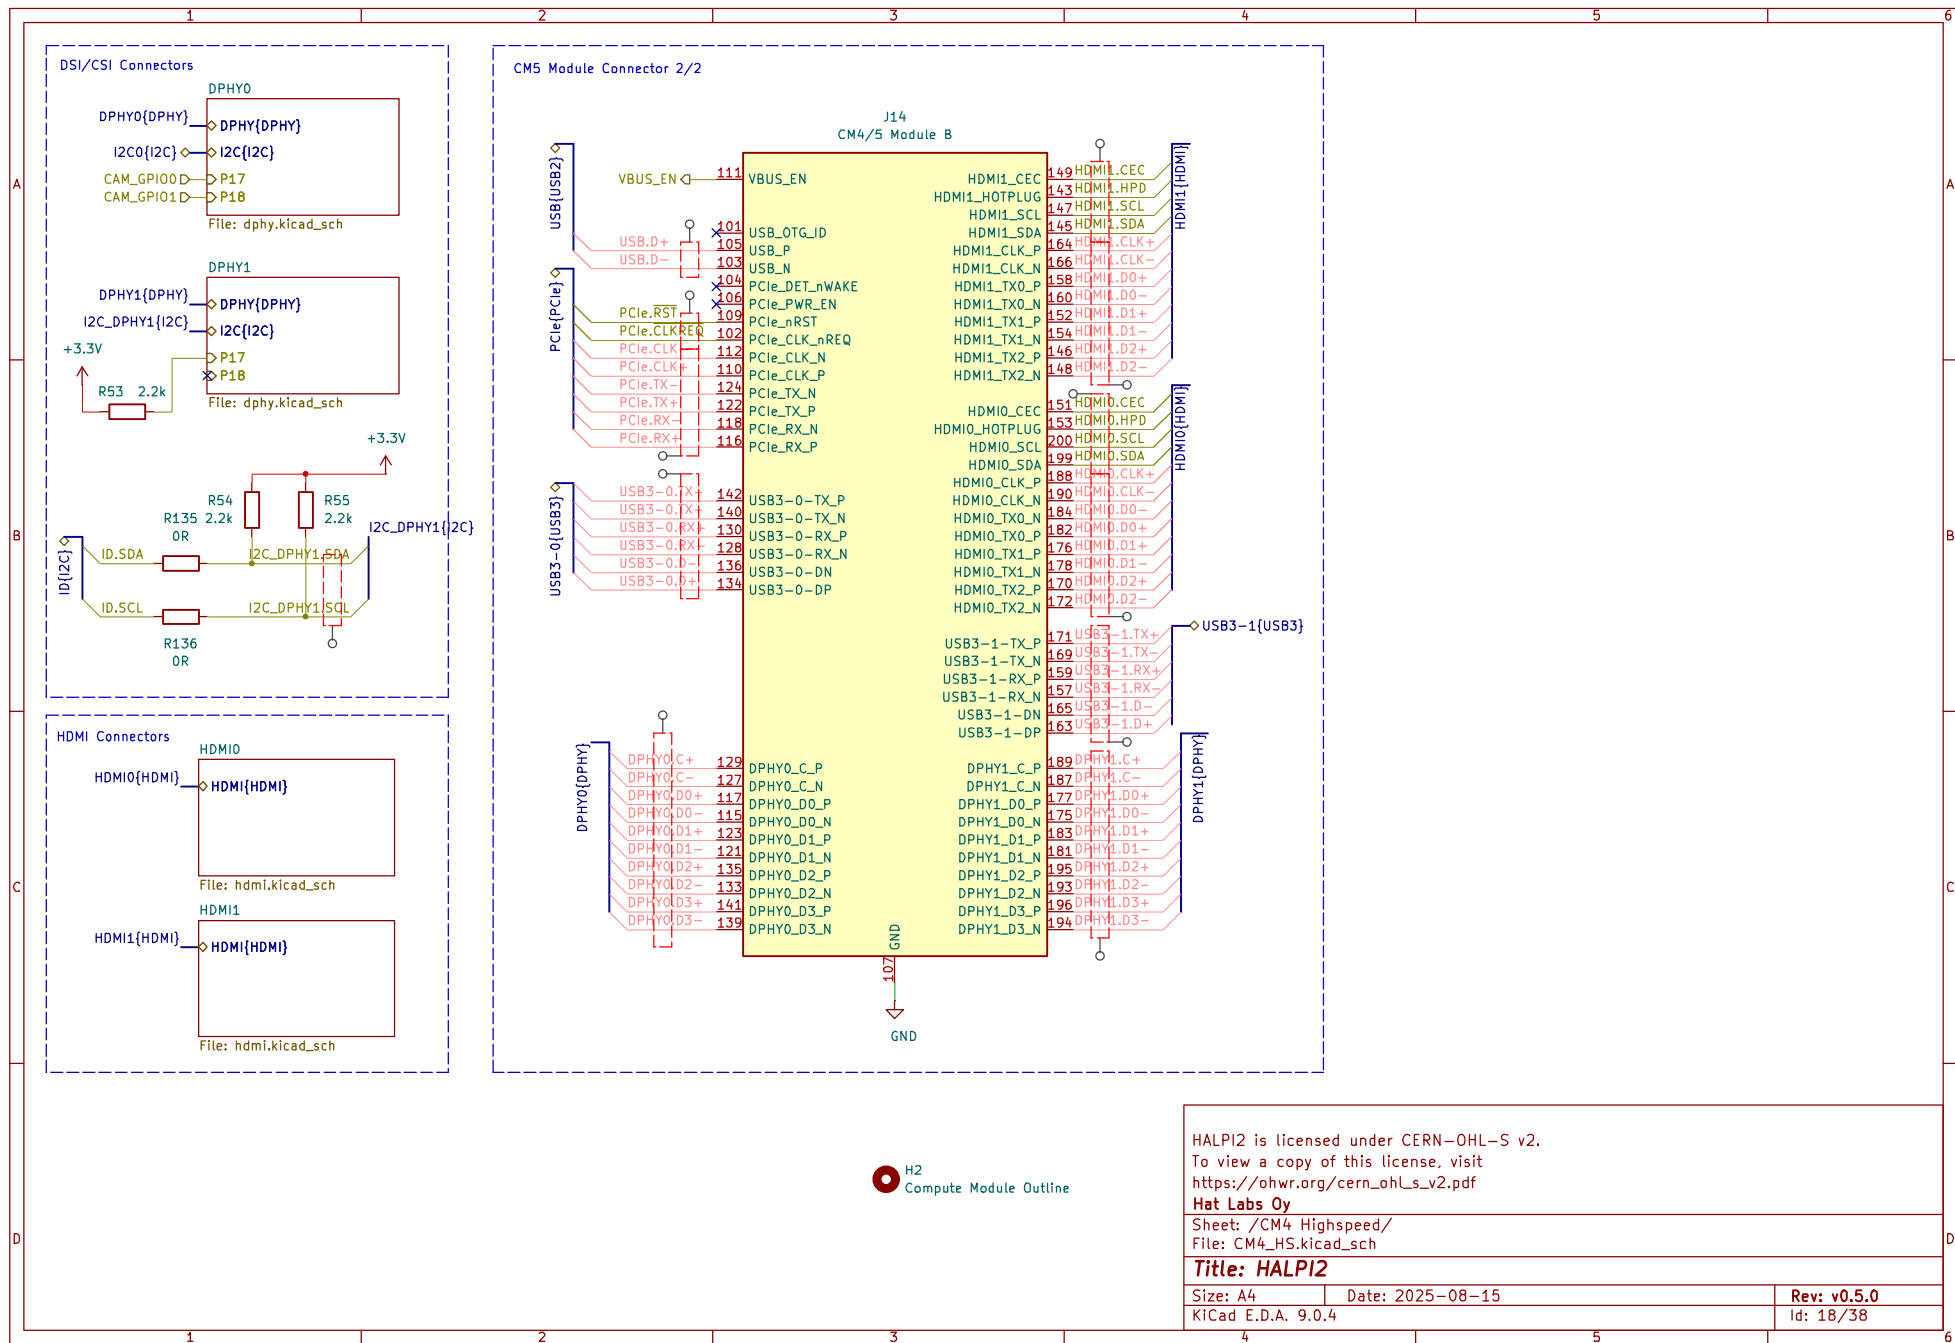 1 2 3 4 5 6
A
B
C
D
DSI/CSI Connectors
DPHY0
DPHY0{DPHY}
DPHY{DPHY}
I2C0{I2C}
I2C{I2C}
CAM_GPIO0
P17
CAM_GPIO1
P18
File: dphy.kicad_sch
DPHY1
DPHY1{DPHY}
DPHY{DPHY}
I2C_DPHY1{I2C}
I2C{I2C}
+3.3V
P17
P18
R53 2.2k
File: dphy.kicad_sch
+3.3V
R54
2.2k
R55
2.2k
R135
0R
I2C_DPHY1{I2C}
ID{I2C}
ID.SDA
I2C_DPHY1.SDA
ID.SCL
I2C_DPHY1.SCL
R136
0R
HDMI Connectors
HDMI0
HDMI0{HDMI}
HDMI{HDMI}
File: hdmi.kicad_sch
HDMI1
HDMI1{HDMI}
HDMI{HDMI}
File: hdmi.kicad_sch
CM5 Module Connector 2/2
J14
CM4/5 Module B
USB{USB2}
PCIe{PCIe}
USB3-0{USB3}
DPHY0{DPHY}
VBUS_EN 111 VBUS_EN
101 USB_OTG_ID
USB.D+ 105 USB_P
USB.D- 103 USB_N
104 PCIe_DET_nWAKE
106 PCIe_PWR_EN
PCIe.RST 109 PCIe_nRST
PCIe.CLKREQ 102 PCIe_CLK_nREQ
PCIe.CLK- 112 PCIe_CLK_N
PCIe.CLK+ 110 PCIe_CLK_P
PCIe.TX- 124 PCIe_TX_N
PCIe.TX+ 122 PCIe_TX_P
PCIe.RX- 118 PCIe_RX_N
PCIe.RX+ 116 PCIe_RX_P
USB3-0.TX+ 142 USB3-0-TX_P
USB3-0.TX- 140 USB3-0-TX_N
USB3-0.RX+ 130 USB3-0-RX_P
USB3-0.RX- 128 USB3-0-RX_N
USB3-0.D- 136 USB3-0-DN
USB3-0.D+ 134 USB3-0-DP
DPHY0.C+ 129 DPHY0_C_P
DPHY0.C- 127 DPHY0_C_N
DPHY0.D0+ 117 DPHY0_D0_P
DPHY0.D0- 115 DPHY0_D0_N
DPHY0.D1+ 123 DPHY0_D1_P
DPHY0.D1- 121 DPHY0_D1_N
DPHY0.D2+ 135 DPHY0_D2_P
DPHY0.D2- 133 DPHY0_D2_N
DPHY0.D3+ 141 DPHY0_D3_P
DPHY0.D3- 139 DPHY0_D3_N
HDMI1_CEC 149 HDMI1.CEC
HDMI1_HOTPLUG 143 HDMI1.HPD
HDMI1_SCL 147 HDMI1.SCL
HDMI1_SDA 145 HDMI1.SDA
HDMI1_CLK_P 164 HDMI1.CLK+
HDMI1_CLK_N 166 HDMI1.CLK-
HDMI1_TX0_P 158 HDMI1.D0+
HDMI1_TX0_N 160 HDMI1.D0-
HDMI1_TX1_P 152 HDMI1.D1+
HDMI1_TX1_N 154 HDMI1.D1-
HDMI1_TX2_P 146 HDMI1.D2+
HDMI1_TX2_N 148 HDMI1.D2-
HDMI1{HDMI}
HDMI0_CEC 151 HDMI0.CEC
HDMI0_HOTPLUG 153 HDMI0.HPD
HDMI0_SCL 200 HDMI0.SCL
HDMI0_SDA 199 HDMI0.SDA
HDMI0_CLK_P 188 HDMI0.CLK+
HDMI0_CLK_N 190 HDMI0.CLK-
HDMI0_TX0_N 184 HDMI0.D0-
HDMI0_TX0_P 182 HDMI0.D0+
HDMI0_TX1_P 176 HDMI0.D1+
HDMI0_TX1_N 178 HDMI0.D1-
HDMI0_TX2_P 170 HDMI0.D2+
HDMI0_TX2_N 172 HDMI0.D2-
HDMI0{HDMI}
USB3-1{USB3}
USB3-1-TX_P 171 USB3-1.TX+
USB3-1-TX_N 169 USB3-1.TX-
USB3-1-RX_P 159 USB3-1.RX+
USB3-1-RX_N 157 USB3-1.RX-
USB3-1-DN 165 USB3-1.D-
USB3-1-DP 163 USB3-1.D+
DPHY1_C_P 189 DPHY1.C+
DPHY1_C_N 187 DPHY1.C-
DPHY1_D0_P 177 DPHY1.D0+
DPHY1_D0_N 175 DPHY1.D0-
DPHY1_D1_P 183 DPHY1.D1+
DPHY1_D1_N 181 DPHY1.D1-
DPHY1_D2_P 195 DPHY1.D2+
DPHY1_D2_N 193 DPHY1.D2-
DPHY1_D3_P 196 DPHY1.D3+
DPHY1_D3_N 194 DPHY1.D3-
DPHY1{DPHY}
GND
107
GND
H2
Compute Module Outline
HALPI2 is licensed under CERN-OHL-S v2.
To view a copy of this license, visit
https://ohwr.org/cern_ohl_s_v2.pdf
Hat Labs Oy
Sheet: /CM4 Highspeed/
File: CM4_HS.kicad_sch
Title: HALPI2
Size: A4 Date: 2025-08-15 Rev: v0.5.0
KiCad E.D.A. 9.0.4 Id: 18/38
A
B
C
D
1 2 3 4 5 6